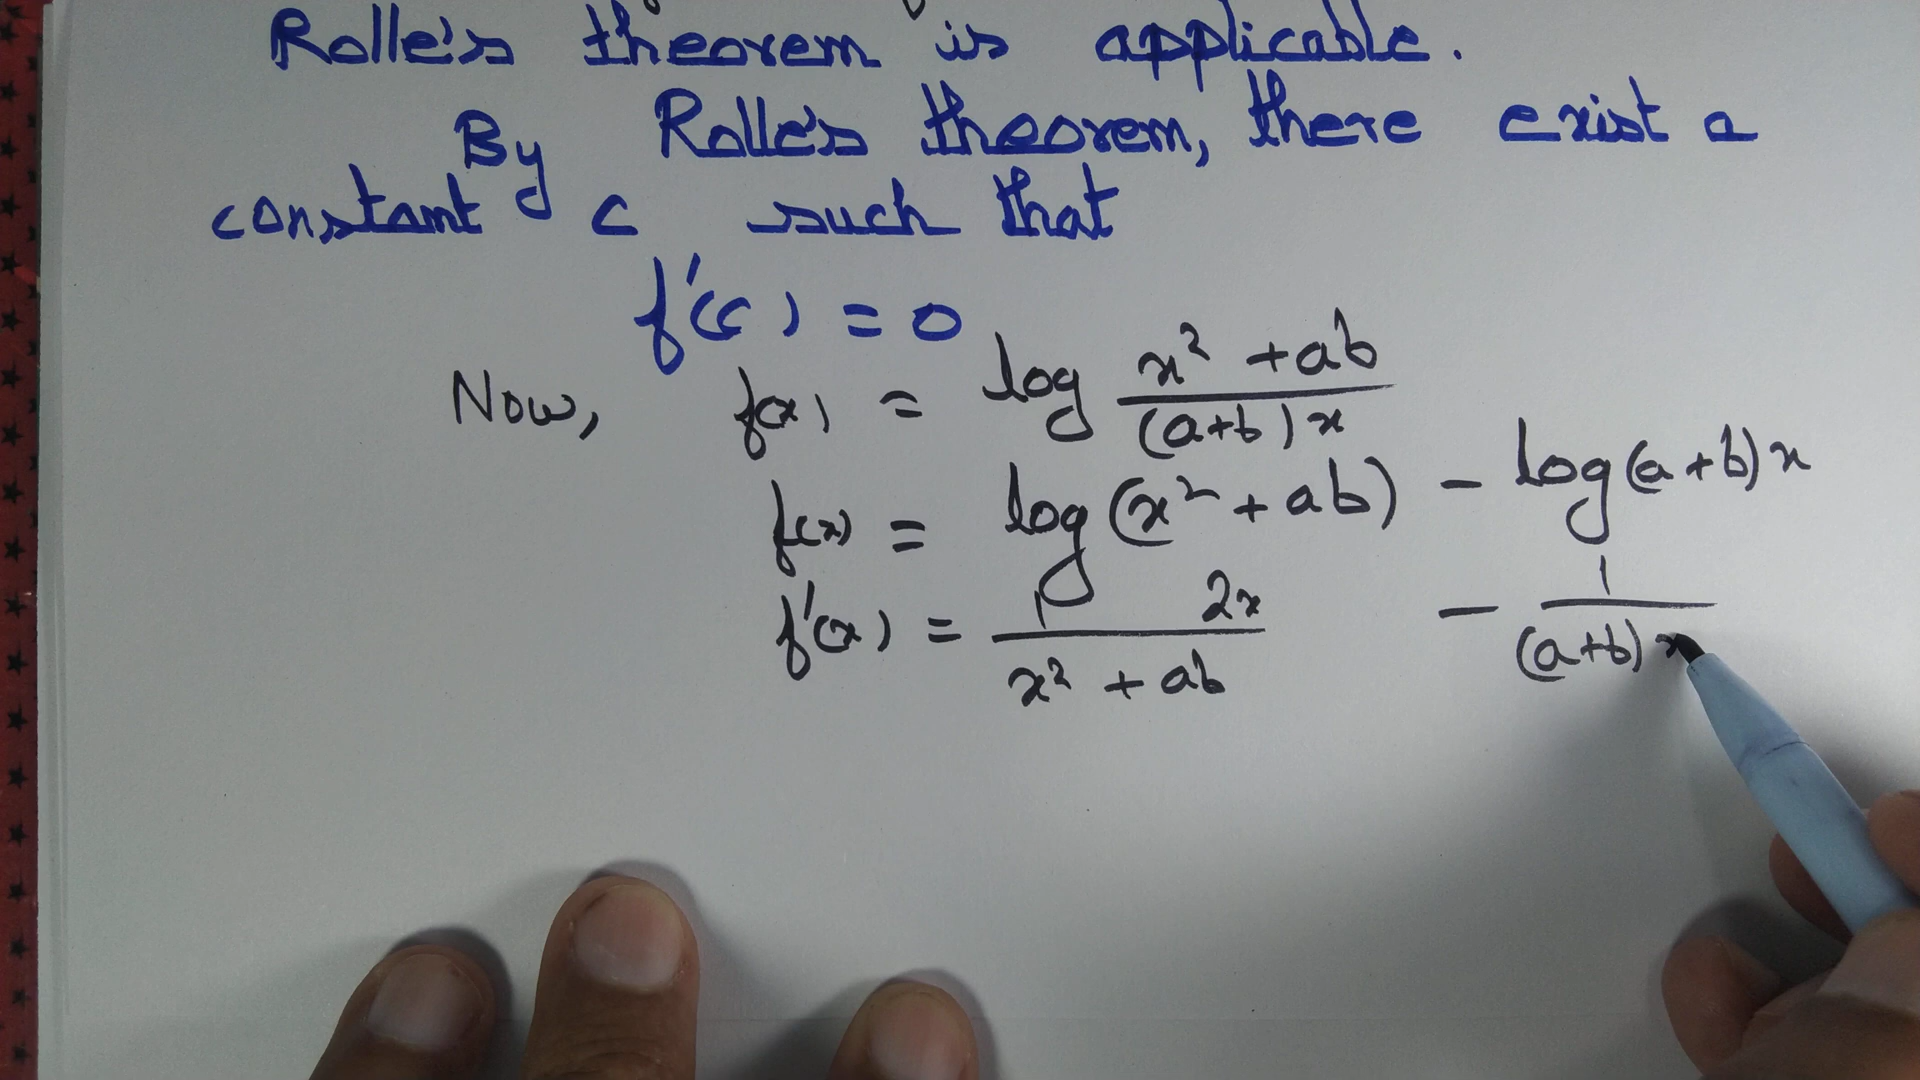 Rolle's theorem is applicable.
By Rolle's theorem, there exist a
constant c such that
f'(c) = 0
Now, f(x) = log (x² + ab) / ((a+b)x)
f(x) = log(x² + ab) - log(a+b)x
f'(x) = 1 2x / (x² + ab) - 1 / ((a+b)x)